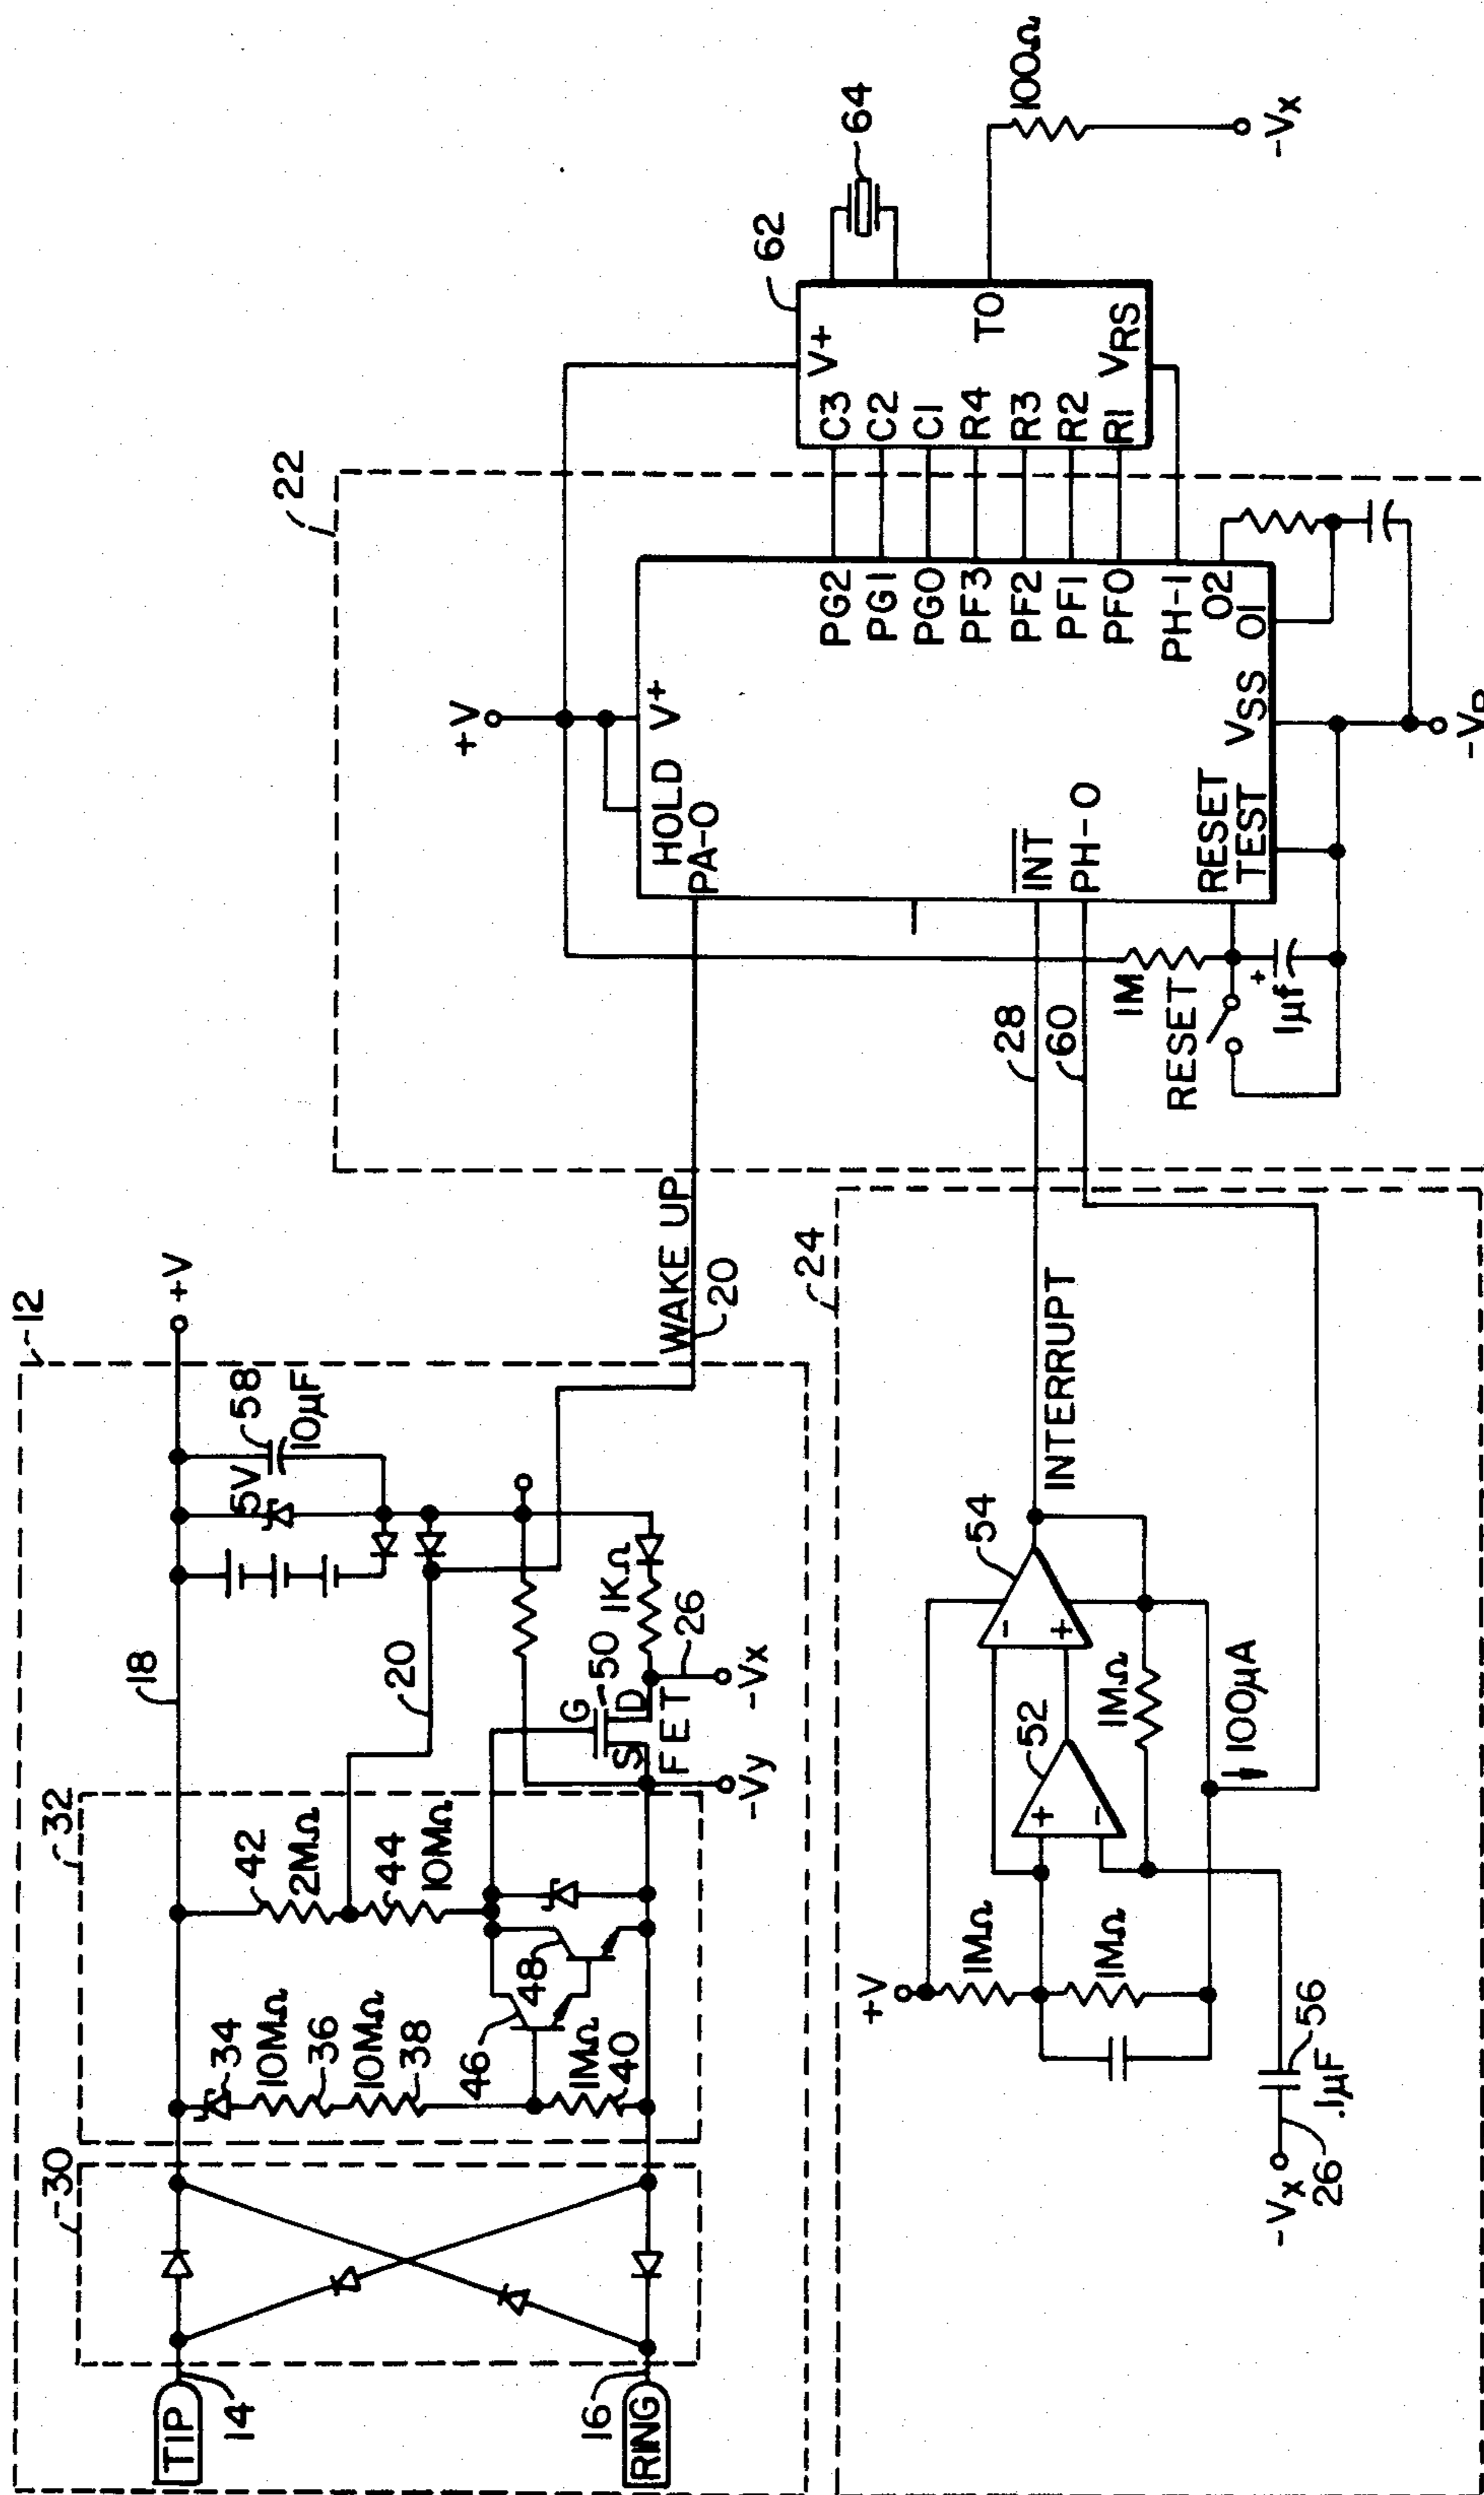 12
18
+V
5V
58
10µF
32
42
2MΩ
44
10MΩ
20
34
10MΩ
36
10MΩ
38
46
48
1MΩ
40
30
TIP
14
16
RING
G
S
D
50
FET
1KΩ
26
-Vx
-Vy
WAKE UP
20
22
+V
HOLD
V+
PA-0
INT
PH-0
RESET
TEST
VSS
PG2
PG1
PG0
PF3
PF2
PF1
PF0
PH-1
O2
O1
28
60
1M
RESET
+
1µf
62
V+
C3
C2
C1
R4
R3
R2
R1
TO
VRS
64
100Ω
-Vx
24
INTERRUPT
54
-
+
52
+
-
1MΩ
100µA
+V
1MΩ
1MΩ
56
.1µF
-Vx
26